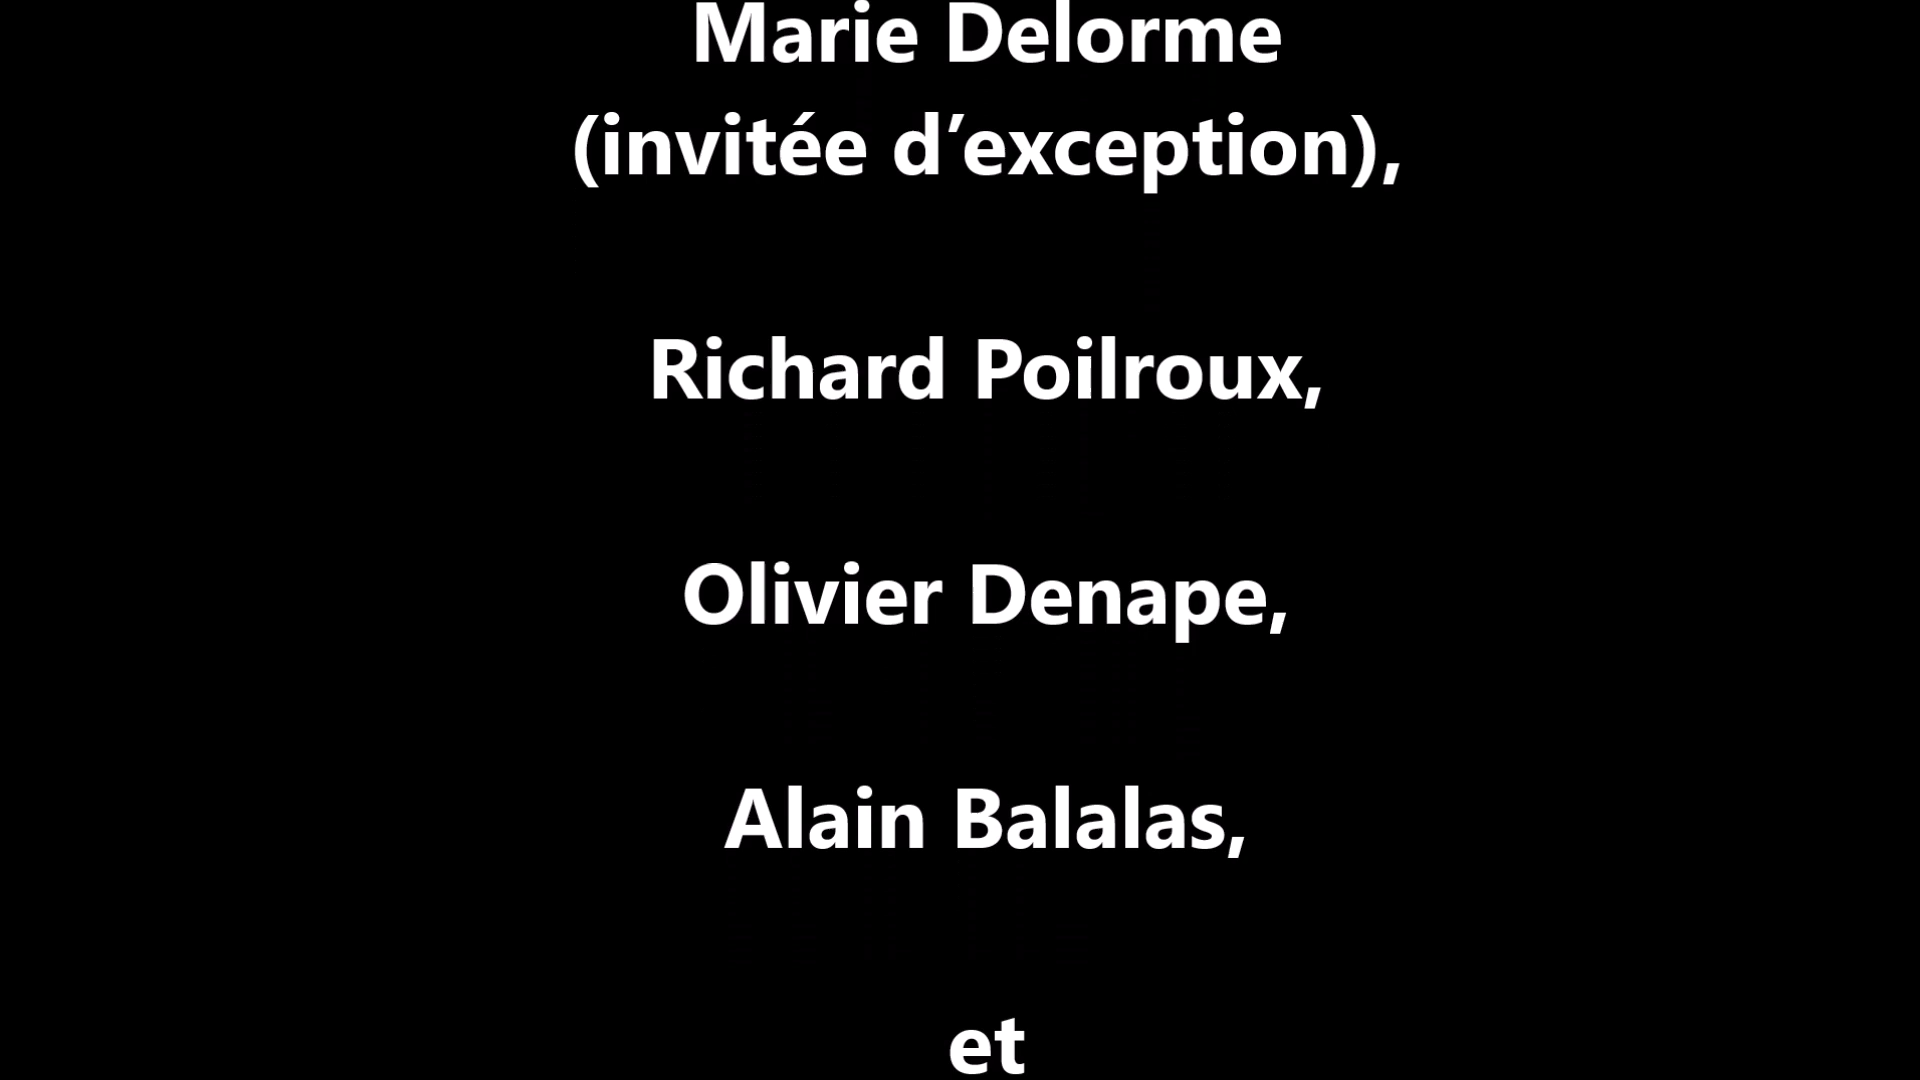 Marie Delorme
(invitée d’exception),
Richard Poilroux,
Olivier Denape,
Alain Balalas,
et